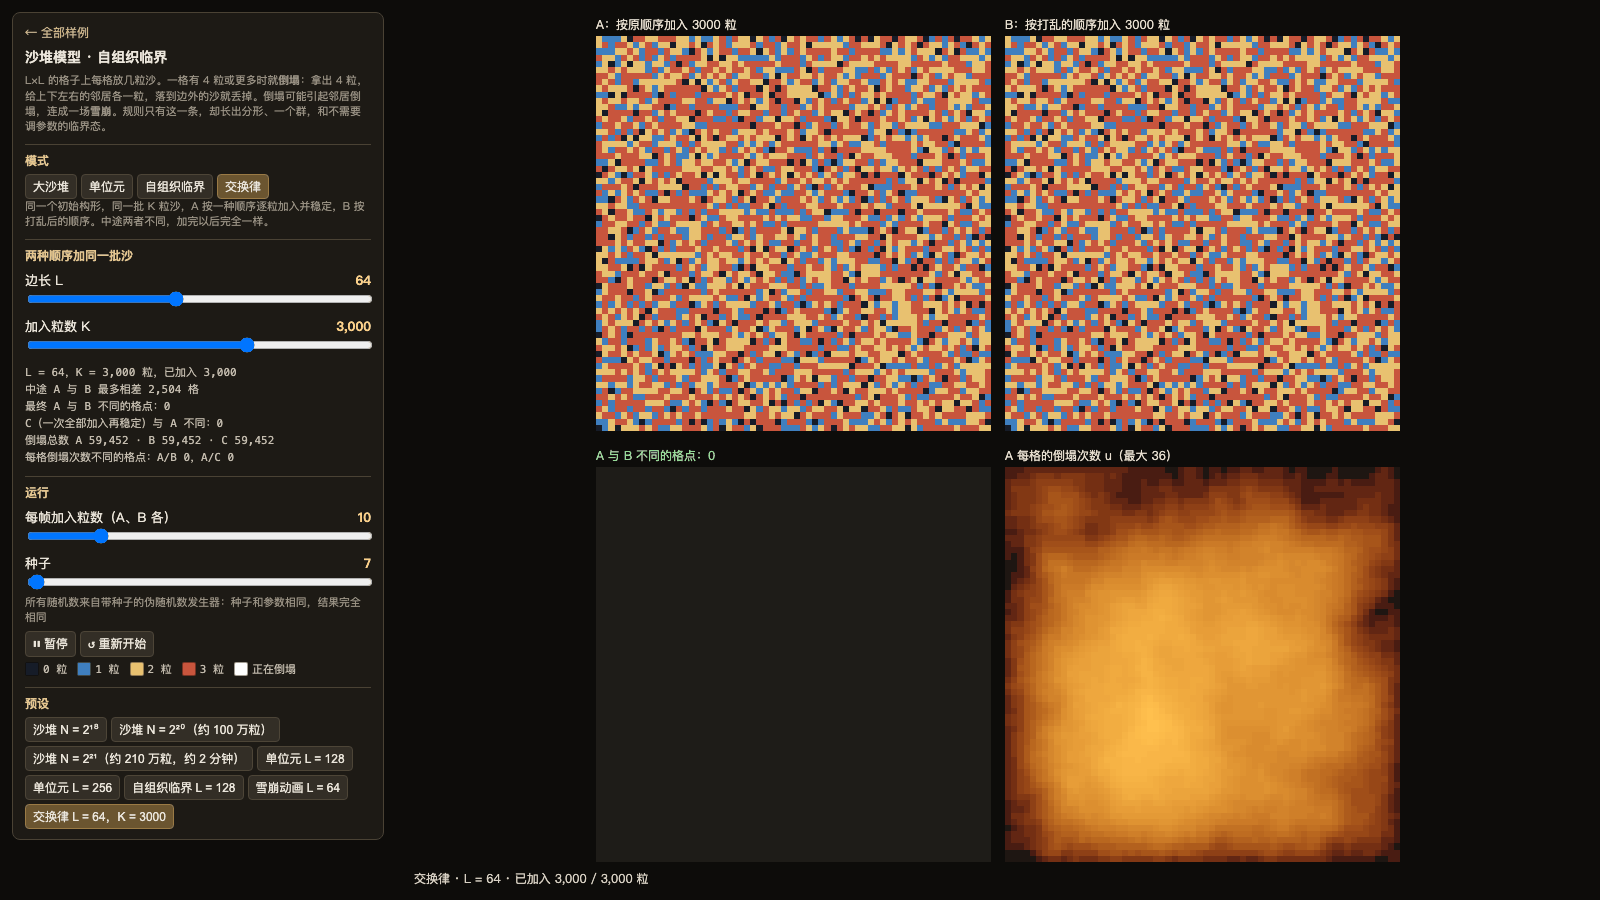 ← 全部样例
沙堆模型 · 自组织临界
L×L 的格子上每格放几粒沙。一格有 4 粒或更多时就倒塌：拿出 4 粒，
给上下左右的邻居各一粒，落到边外的沙就丢掉。倒塌可能引起邻居倒
塌，连成一场雪崩。规则只有这一条，却长出分形、一个群，和不需要
调参数的临界态。
模式
大沙堆 单位元 自组织临界 交换律
同一个初始构形，同一批 K 粒沙，A 按一种顺序逐粒加入并稳定，B 按
打乱后的顺序。中途两者不同，加完以后完全一样。
两种顺序加同一批沙
边长 L 64
加入粒数 K 3,000
L = 64，K = 3,000 粒，已加入 3,000
中途 A 与 B 最多相差 2,504 格
最终 A 与 B 不同的格点：0
C（一次全部加入再稳定）与 A 不同：0
倒塌总数 A 59,452 · B 59,452 · C 59,452
每格倒塌次数不同的格点：A/B 0，A/C 0
运行
每帧加入粒数（A、B 各） 10
种子 7
所有随机数来自带种子的伪随机数发生器：种子和参数相同，结果完全
相同
⏸ 暂停 ↺ 重新开始
0 粒 1 粒 2 粒 3 粒 正在倒塌
预设
沙堆 N = 2¹⁸ 沙堆 N = 2²⁰（约 100 万粒）
沙堆 N = 2²¹（约 210 万粒，约 2 分钟） 单位元 L = 128
单位元 L = 256 自组织临界 L = 128 雪崩动画 L = 64
交换律 L = 64，K = 3000
A：按原顺序加入 3000 粒
B：按打乱的顺序加入 3000 粒
A 与 B 不同的格点：0
A 每格的倒塌次数 u（最大 36）
交换律 · L = 64 · 已加入 3,000 / 3,000 粒